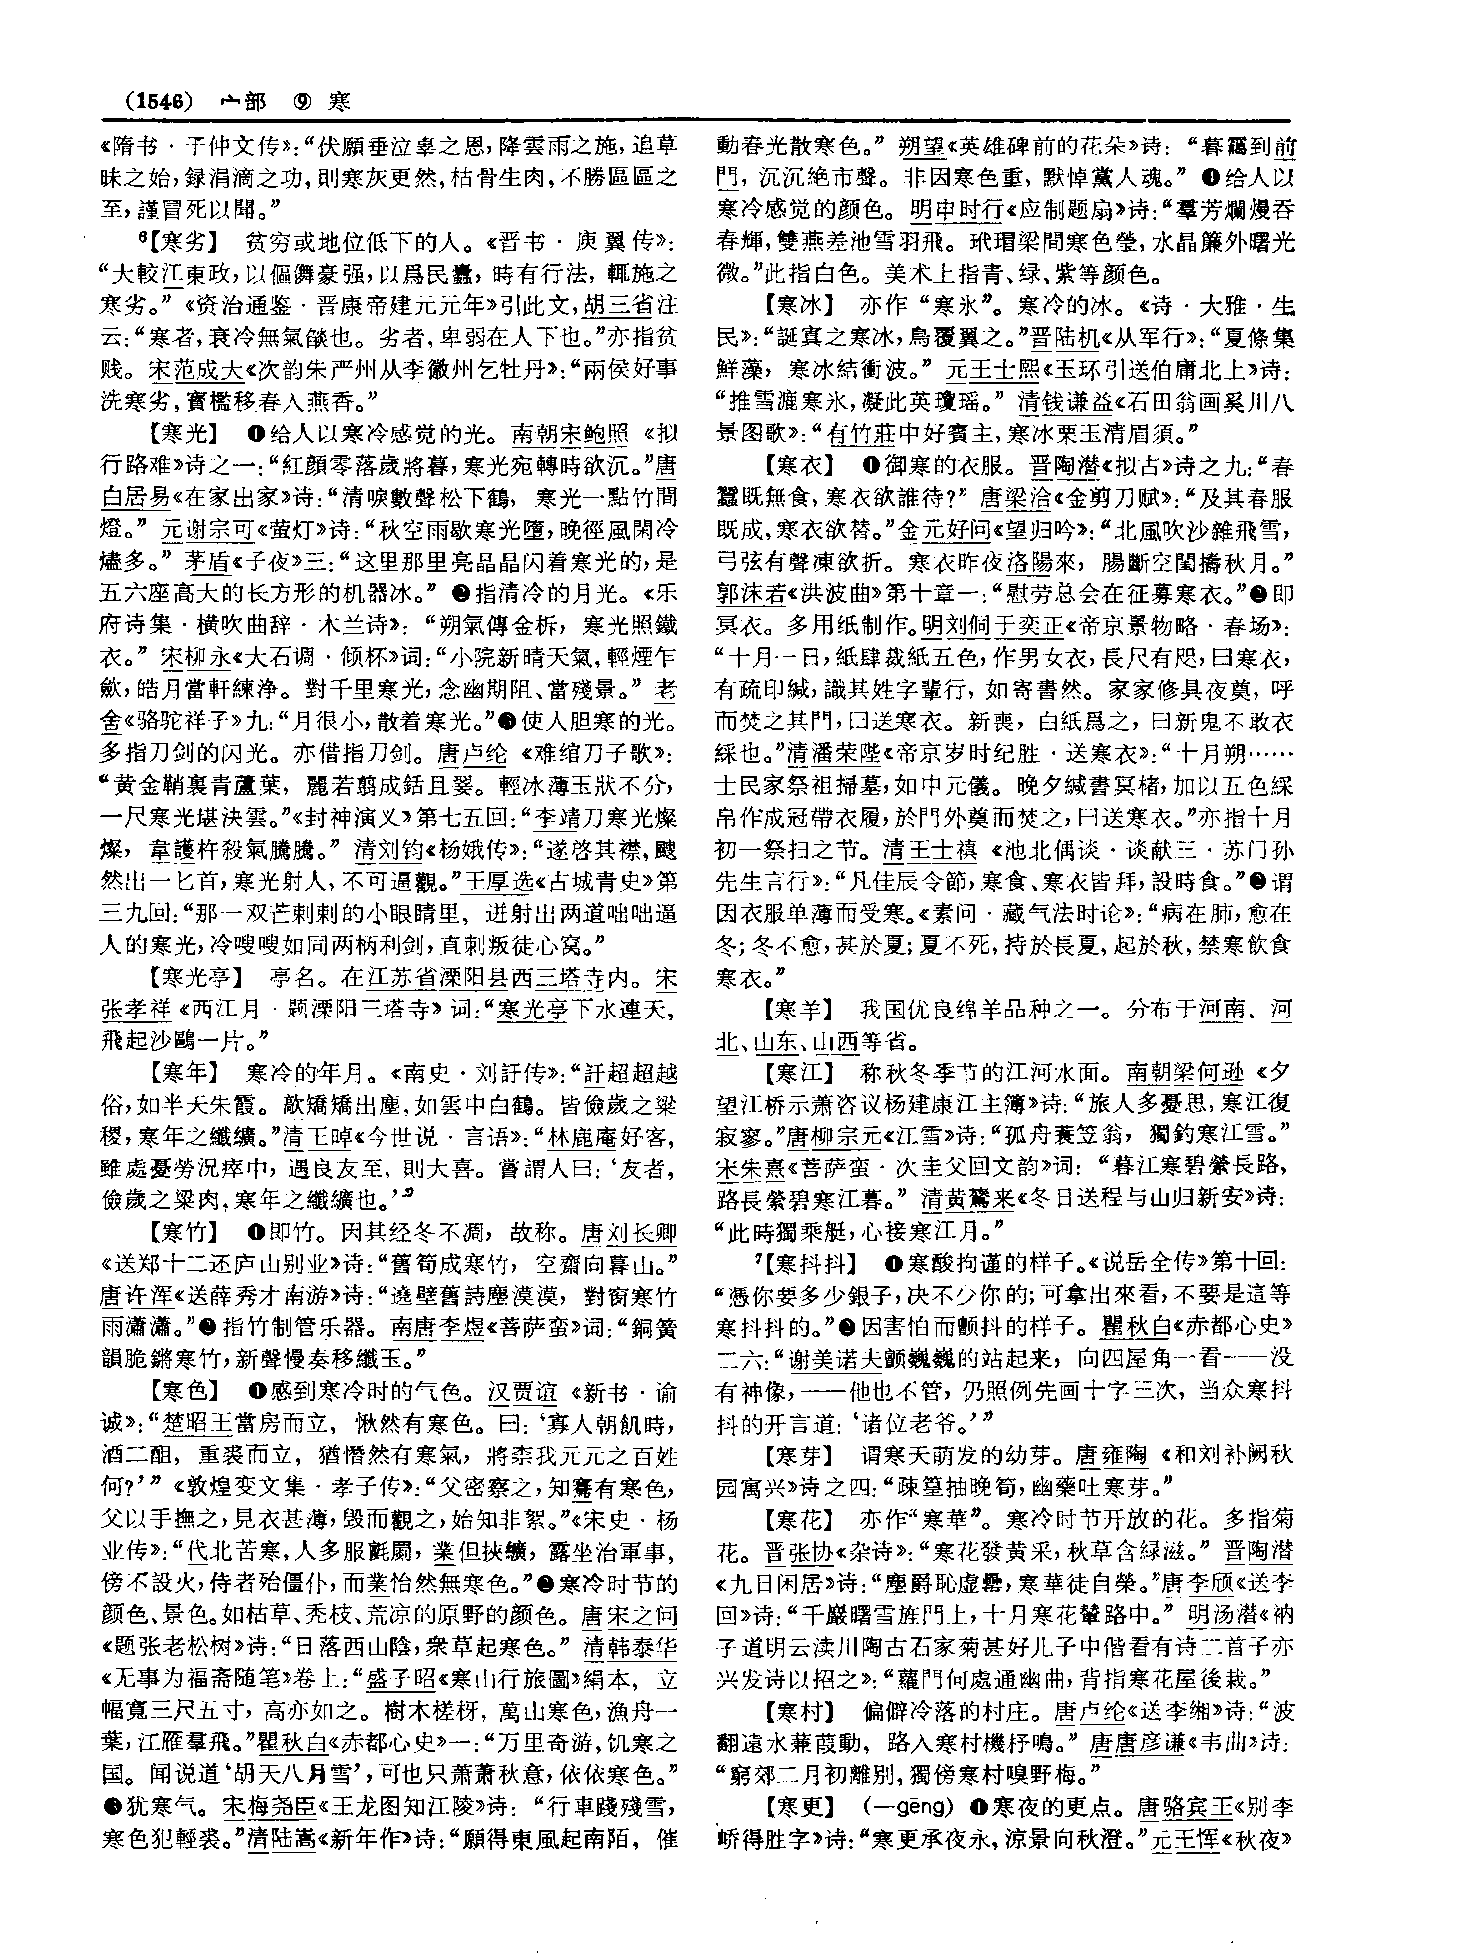 (1546) 宀部 ⑨ 寒
《隋书·于仲文传》：“伏願垂泣辜之恩，降雲雨之施，追草
昧之始，録涓滴之功，則寒灰更然，枯骨生肉，不勝區區之
至，謹冒死以聞。”
⁶【寒劣】 贫穷或地位低下的人。《晋书·庾翼传》：
“大較江東政，以傴儛豪强，以爲民蠹，時有行法，輒施之
寒劣。”《资治通鉴·晋康帝建元元年》引此文，胡三省注
云：“寒者，衰冷無氣燄也。劣者，卑弱在人下也。”亦指贫
贱。宋范成大《次韵朱严州从李徽州乞牡丹》：“兩侯好事
洗寒劣，寳檻移春入燕香。”
【寒光】 ❶给人以寒冷感觉的光。南朝宋鲍照《拟
行路难》诗之一：“紅顔零落歲將暮，寒光宛轉時欲沉。”唐
白居易《在家出家》诗：“清唳數聲松下鶴，寒光一點竹間
燈。”元谢宗可《萤灯》诗：“秋空雨歇寒光墮，晚徑風閑冷
燼多。”茅盾《子夜》三：“这里那里亮晶晶闪着寒光的，是
五六座高大的长方形的机器冰。”❷指清冷的月光。《乐
府诗集·横吹曲辞·木兰诗》：“朔氣傳金柝，寒光照鐵
衣。”宋柳永《大石调·倾杯》词：“小院新晴天氣，輕煙乍
斂，皓月當軒練浄。對千里寒光，念幽期阻、當殘景。”老
舍《骆驼祥子》九：“月很小，散着寒光。”❸使人胆寒的光。
多指刀剑的闪光。亦借指刀剑。唐卢纶《难绾刀子歌》：
“黄金鞘裏青蘆葉，麗若翦成銛且翣。輕冰薄玉狀不分，
一尺寒光堪決雲。”《封神演义》第七五回：“李靖刀寒光燦
燦，韋護杵殺氣騰騰。”清刘钧《杨娥传》：“遂啓其襟，颼
然出一匕首，寒光射人，不可逼觀。”王厚选《古城青史》第
三九回：“那一双芒刺刺的小眼睛里，迸射出两道咄咄逼
人的寒光，冷嗖嗖如同两柄利剑，直刺叛徒心窝。”
【寒光亭】 亭名。在江苏省溧阳县西三塔寺内。宋
张孝祥《西江月·题溧阳三塔寺》词：“寒光亭下水連天，
飛起沙鷗一片。”
【寒年】 寒冷的年月。《南史·刘訏传》：“訏超超越
俗，如半天朱霞。歊矯矯出塵，如雲中白鶴。皆儉歲之粱
稷，寒年之纖纊。”清王晫《今世说·言语》：“林鹿庵好客，
雖處憂勞況瘁中，遇良友至，則大喜。嘗謂人曰：‘友者，
儉歲之粱肉，寒年之纖纊也。’”
【寒竹】 ❶即竹。因其经冬不凋，故称。唐刘长卿
《送郑十二还庐山别业》诗：“舊筍成寒竹，空齋向暮山。”
唐许浑《送薛秀才南游》诗：“遶壁舊詩塵漠漠，對窗寒竹
雨瀟瀟。”❷指竹制管乐器。南唐李煜《菩萨蛮》词：“銅簧
韻脆鏘寒竹，新聲慢奏移纖玉。”
【寒色】 ❶感到寒冷时的气色。汉贾谊《新书·谕
诚》：“楚昭王當房而立，愀然有寒色。曰：‘寡人朝飢時，
酒二䣯，重裘而立，猶憯然有寒氣，將柰我元元之百姓
何？’”《敦煌变文集·孝子传》：“父密察之，知騫有寒色，
父以手撫之，見衣甚薄，毁而觀之，始知非絮。”《宋史·杨
业传》：“代北苦寒，人多服氈罽，業但挾纊，露坐治軍事，
傍不設火，侍者殆僵仆，而業怡然無寒色。”❷寒冷时节的
颜色、景色。如枯草、秃枝、荒凉的原野的颜色。唐宋之问
《题张老松树》诗：“日落西山陰，衆草起寒色。”清韩泰华
《无事为福斋随笔》卷上：“盛子昭《寒山行旅圖》絹本，立
幅寬三尺五寸，高亦如之。樹木槎枒，萬山寒色，漁舟一
葉，江雁羣飛。”瞿秋白《赤都心史》一：“万里奇游，饥寒之
国。闻说道‘胡天八月雪’，可也只萧萧秋意，依依寒色。”
❸犹寒气。宋梅尧臣《王龙图知江陵》诗：“行車踐殘雪，
寒色犯輕裘。”清陆嵩《新年作》诗：“願得東風起南陌，催
動春光散寒色。”朔望《英雄碑前的花朵》诗：“暮靄到前
門，沉沉絶市聲。非因寒色重，默悼黨人魂。”❹给人以
寒冷感觉的颜色。明申时行《应制题扇》诗：“羣芳爛熳吞
春輝，雙燕差池雪羽飛。玳瑁梁間寒色瑩，水晶簾外曙光
微。”此指白色。美术上指青、绿、紫等颜色。
【寒冰】 亦作“寒氷”。寒冷的冰。《诗·大雅·生
民》：“誕寘之寒冰，鳥覆翼之。”晋陆机《从军行》：“夏條集
鮮藻，寒冰結衝波。”元王士熙《玉环引送伯庸北上》诗：
“推雪漉寒氷，凝此英瓊瑶。”清钱谦益《石田翁画奚川八
景图歌》：“有竹莊中好賓主，寒冰栗玉清眉須。”
【寒衣】 ❶御寒的衣服。晋陶潜《拟古》诗之九：“春
蠶既無食，寒衣欲誰待？”唐梁洽《金剪刀赋》：“及其春服
既成，寒衣欲替。”金元好问《望归吟》：“北風吹沙雜飛雪，
弓弦有聲凍欲折。寒衣昨夜洛陽來，腸斷空閨擣秋月。”
郭沫若《洪波曲》第十章一：“慰劳总会在征募寒衣。”❷即
冥衣。多用纸制作。明刘侗于奕正《帝京景物略·春场》：
“十月一日，紙肆裁紙五色，作男女衣，長尺有咫，曰寒衣，
有疏印緘，識其姓字輩行，如寄書然。家家修具夜奠，呼
而焚之其門，曰送寒衣。新喪，白紙爲之，曰新鬼不敢衣
綵也。”清潘荣陛《帝京岁时纪胜·送寒衣》：“十月朔……
士民家祭祖掃墓，如中元儀。晚夕緘書冥楮，加以五色綵
帛作成冠帶衣履，於門外奠而焚之，曰送寒衣。”亦指十月
初一祭扫之节。清王士禛《池北偶谈·谈献三·苏门孙
先生言行》：“凡佳辰令節，寒食、寒衣皆拜，設時食。”❸谓
因衣服单薄而受寒。《素问·藏气法时论》：“病在肺，愈在
冬；冬不愈，甚於夏；夏不死，持於長夏，起於秋，禁寒飲食
寒衣。”
【寒羊】 我国优良绵羊品种之一。分布于河南、河
北、山东、山西等省。
【寒江】 称秋冬季节的江河水面。南朝梁何逊《夕
望江桥示萧咨议杨建康江主簿》诗：“旅人多憂思，寒江復
寂寥。”唐柳宗元《江雪》诗：“孤舟蓑笠翁，獨釣寒江雪。”
宋朱熹《菩萨蛮·次圭父回文韵》词：“暮江寒碧縈長路，
路長縈碧寒江暮。”清黄鷟来《冬日送程与山归新安》诗：
“此時獨乘艇，心接寒江月。”
⁷【寒抖抖】 ❶寒酸拘谨的样子。《说岳全传》第十回：
“憑你要多少銀子，决不少你的；可拿出來看，不要是這等
寒抖抖的。”❷因害怕而颤抖的样子。瞿秋白《赤都心史》
二六：“谢美诺夫颤巍巍的站起来，向四屋角一看——没
有神像，——他也不管，仍照例先画十字三次，当众寒抖
抖的开言道：‘诸位老爷。’”
【寒芽】 谓寒天萌发的幼芽。唐雍陶《和刘补阙秋
园寓兴》诗之四：“疎篁抽晚筍，幽藥吐寒芽。”
【寒花】 亦作“寒華”。寒冷时节开放的花。多指菊
花。晋张协《杂诗》：“寒花發黄采，秋草含緑滋。”晋陶潜
《九日闲居》诗：“塵爵恥虚罍，寒華徒自榮。”唐李颀《送李
回》诗：“千巖曙雪旌門上，十月寒花輦路中。”明汤潜《衲
子道明云渎川陶古石家菊甚好儿子中偕看有诗二首子亦
兴发诗以招之》：“蘿門何處通幽曲，背指寒花屋後栽。”
【寒村】 偏僻冷落的村庄。唐卢纶《送李缃》诗：“波
翻遠水蒹葭動，路入寒村機杼鳴。”唐唐彦谦《韦曲》诗：
“窮郊二月初離别，獨傍寒村嗅野梅。”
【寒更】 (—gēng) ❶寒夜的更点。唐骆宾王《别李
峤得胜字》诗：“寒更承夜永，涼景向秋澄。”元王恽《秋夜》